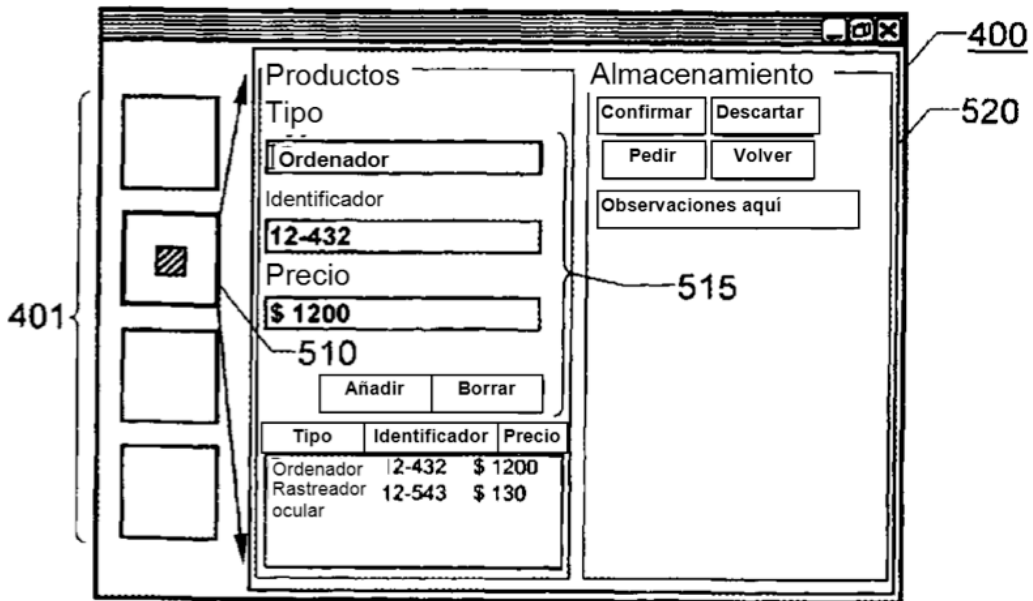 400
520
Productos
Tipo
Ordenador
Identificador
12-432
Precio
$ 1200
Añadir Borrar
Tipo Identificador Precio
Ordenador 12-432 $ 1200
Rastreador ocular 12-543 $ 130
Almacenamiento
Confirmar Descartar
Pedir Volver
Observaciones aquí
401
510
515